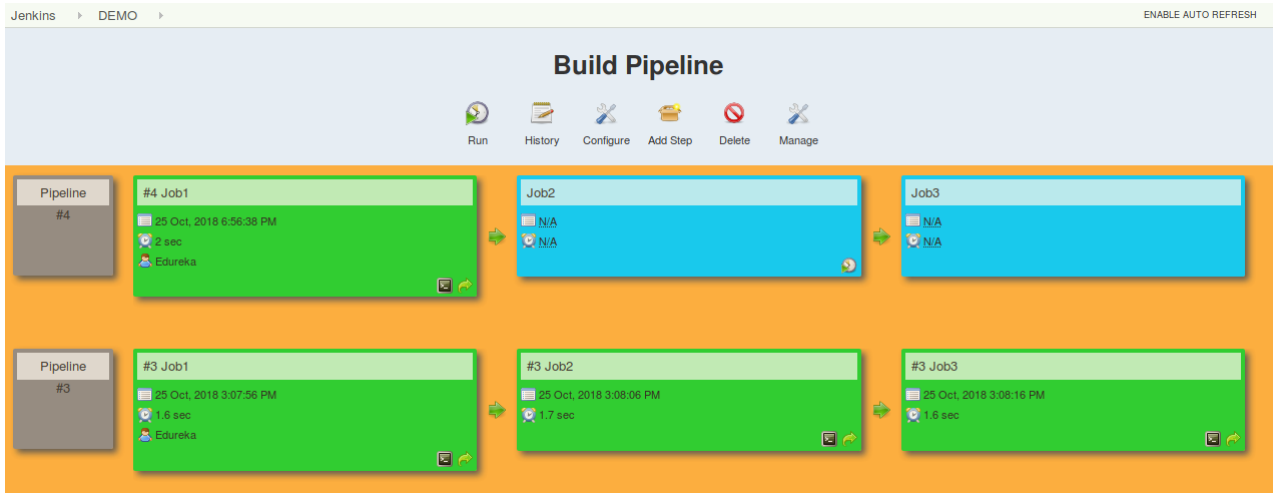 Jenkins DEMO ENABLE AUTO REFRESH
Build Pipeline
Run History Configure Add Step Delete Manage
Pipeline
#4
#4 Job1
25 Oct, 2018 6:56:38 PM
2 sec
Edureka
Job2
N/A
N/A
Job3
N/A
N/A
Pipeline
#3
#3 Job1
25 Oct, 2018 3:07:56 PM
1.6 sec
Edureka
#3 Job2
25 Oct, 2018 3:08:06 PM
1.7 sec
#3 Job3
25 Oct, 2018 3:08:16 PM
1.6 sec